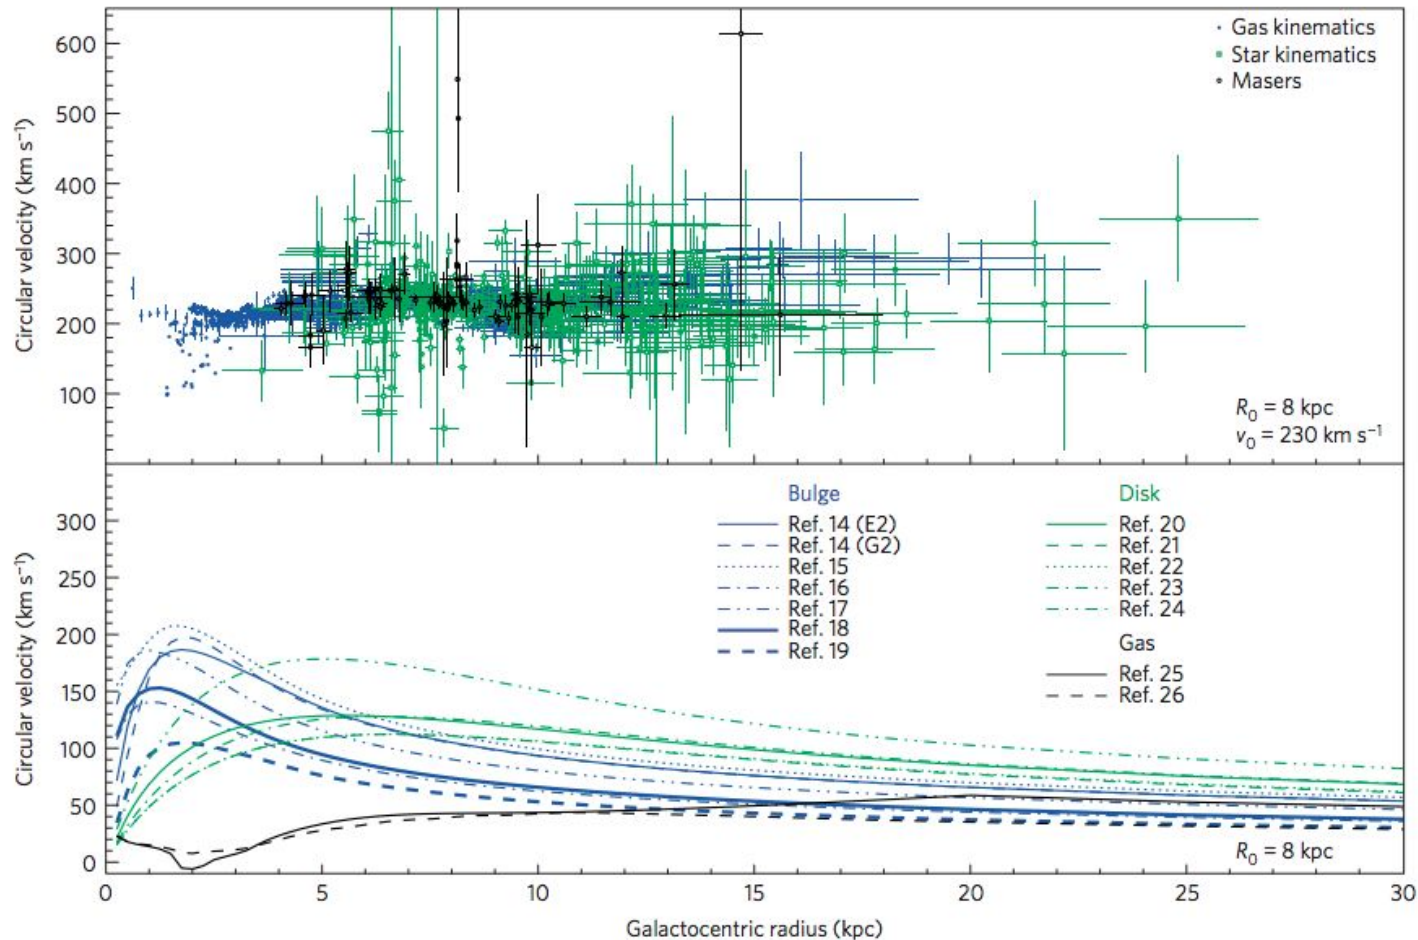 Gas kinematics
Star kinematics
Masers
600
500
400
300
200
100
Circular velocity (km s⁻¹)
R₀ = 8 kpc
v₀ = 230 km s⁻¹
Bulge
Ref. 14 (E2)
Ref. 14 (G2)
Ref. 15
Ref. 16
Ref. 17
Ref. 18
Ref. 19
Disk
Ref. 20
Ref. 21
Ref. 22
Ref. 23
Ref. 24
Gas
Ref. 25
Ref. 26
300
250
200
150
100
50
0
Circular velocity (km s⁻¹)
R₀ = 8 kpc
0 5 10 15 20 25 30
Galactocentric radius (kpc)